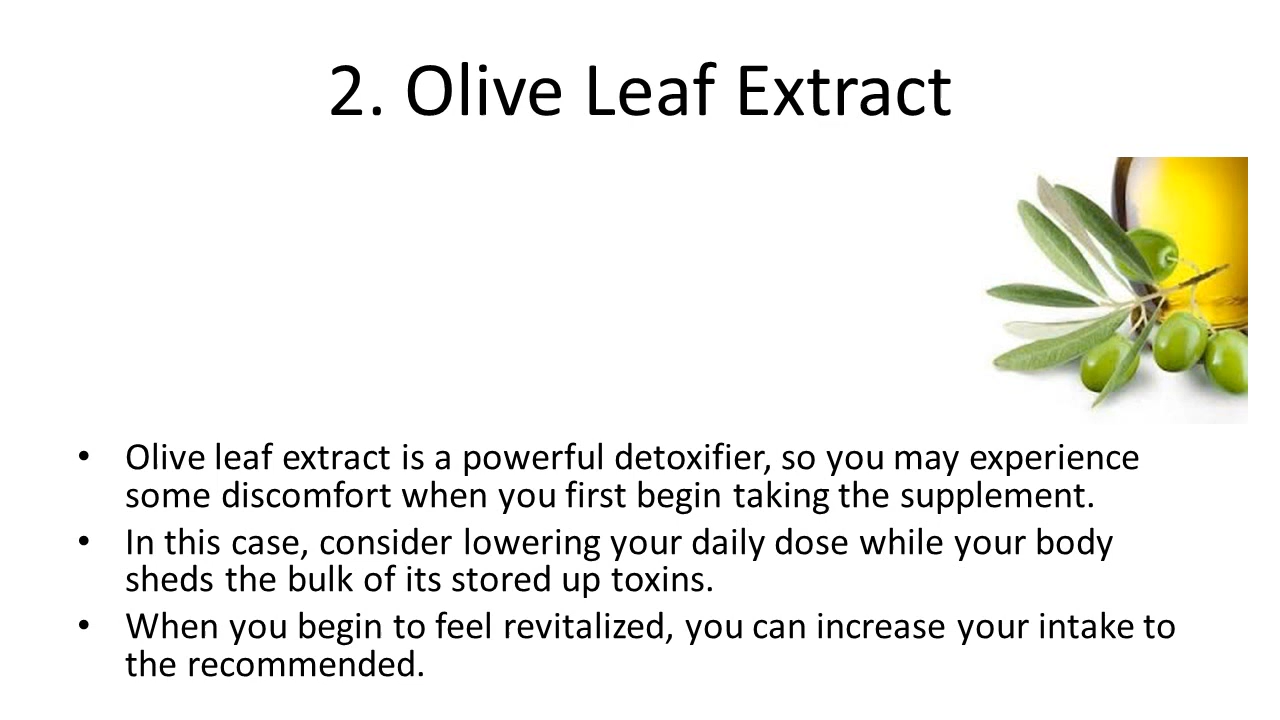 2. Olive Leaf Extract
• Olive leaf extract is a powerful detoxifier, so you may experience
some discomfort when you first begin taking the supplement.
• In this case, consider lowering your daily dose while your body
sheds the bulk of its stored up toxins.
• When you begin to feel revitalized, you can increase your intake to
the recommended.